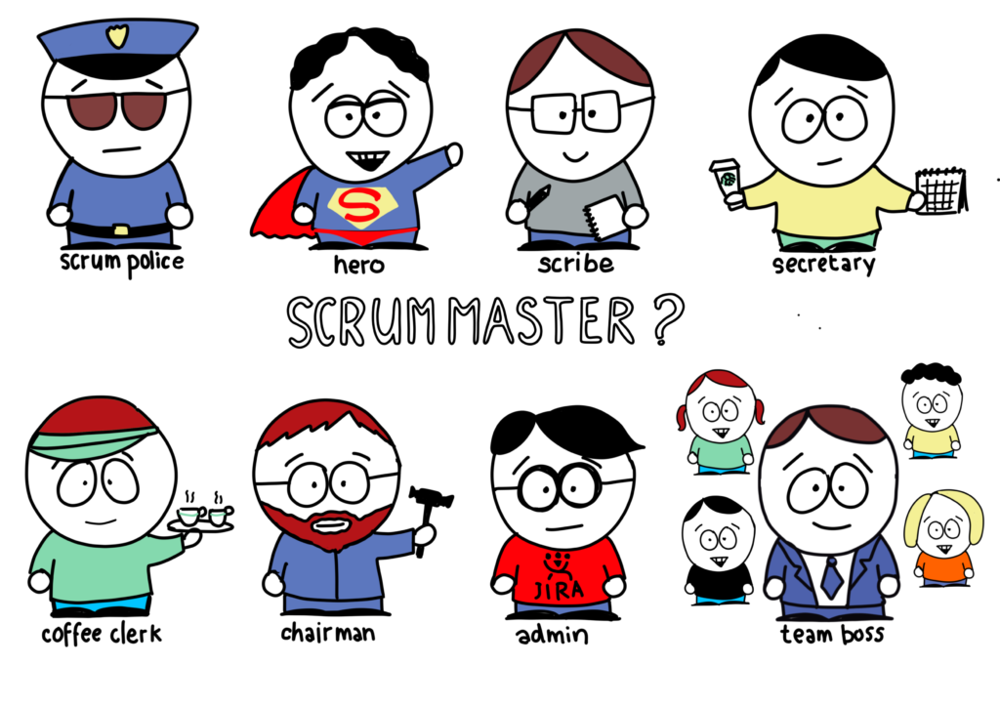 S
scrum police
hero
scribe
secretary
SCRUM MASTER ?
JIRA
coffee clerk
chairman
admin
team boss